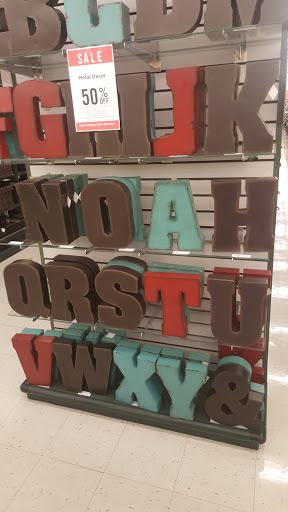 B C D M
SALE
Metal Decor
50% OFF
F G H I J K
N O A H
Q R S T U
V W X Y &